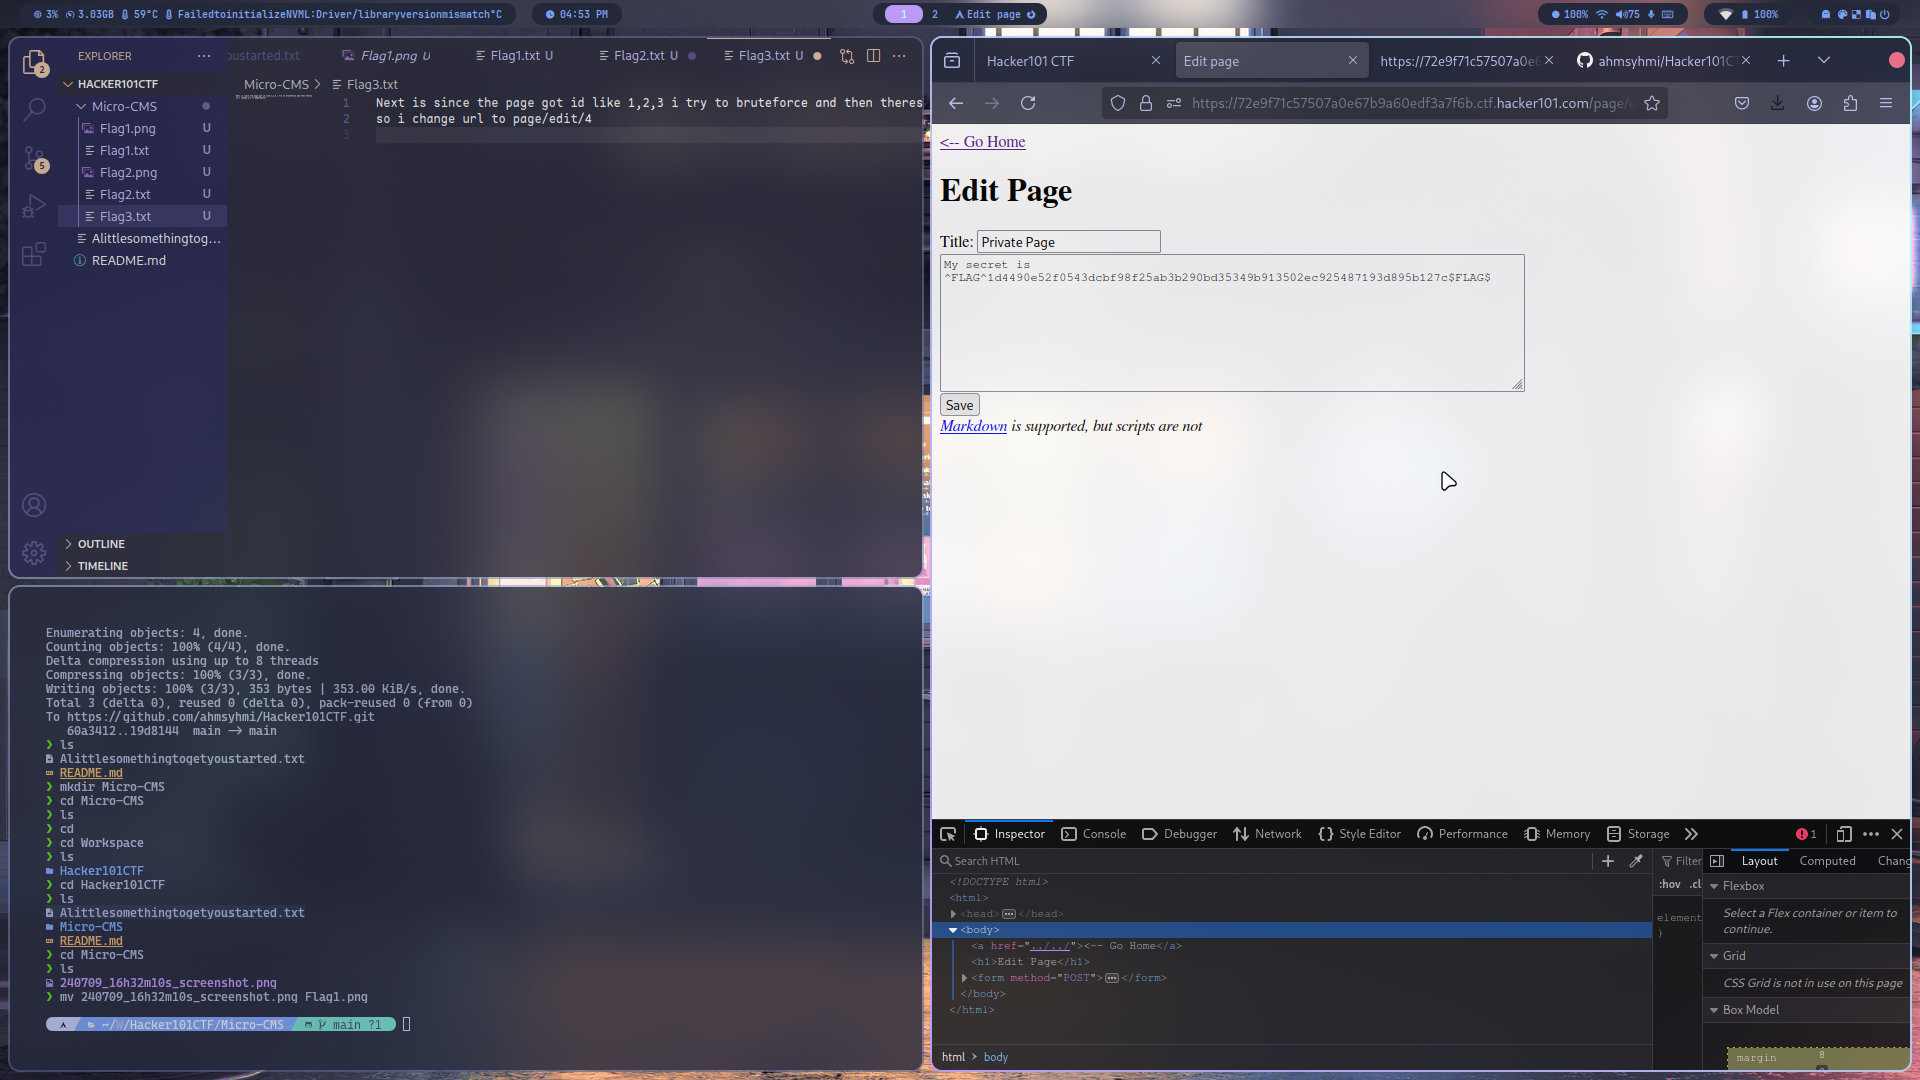 3% 3.03GB 59°C FailedtoinitializeNVML:Driver/libraryversionmismatch°C
04:53 PM
1 2 Edit page
100% 75
100%
EXPLORER ···
HACKER101CTF
Micro-CMS
Flag1.png U
Flag1.txt U
Flag2.png U
Flag2.txt U
Flag3.txt U
Alittlesomethingtog...
README.md
OUTLINE
TIMELINE
2
5
oustarted.txt Flag1.png U Flag1.txt U Flag2.txt U Flag3.txt U
Micro-CMS > Flag3.txt
1 Next is since the page got id like 1,2,3 i try to bruteforce and then theres
2 so i change url to page/edit/4
3
Enumerating objects: 4, done.
Counting objects: 100% (4/4), done.
Delta compression using up to 8 threads
Compressing objects: 100% (3/3), done.
Writing objects: 100% (3/3), 353 bytes | 353.00 KiB/s, done.
Total 3 (delta 0), reused 0 (delta 0), pack-reused 0 (from 0)
To https://github.com/ahmsyhmi/Hacker101CTF.git
60a3412..19d8144 main -> main
❯ ls
Alittlesomethingtogetyoustarted.txt
README.md
❯ mkdir Micro-CMS
❯ cd Micro-CMS
❯ ls
❯ cd
❯ cd Workspace
❯ ls
Hacker101CTF
❯ cd Hacker101CTF
❯ ls
Alittlesomethingtogetyoustarted.txt
Micro-CMS
README.md
❯ cd Micro-CMS
❯ ls
240709_16h32m10s_screenshot.png
❯ mv 240709_16h32m10s_screenshot.png Flag1.png
~/W/Hacker101CTF/Micro-CMS main ?1
Hacker101 CTF Edit page https://72e9f71c57507a0e6 ahmsyhmi/Hacker101C
https://72e9f71c57507a0e67b9a60edf3a7f6b.ctf.hacker101.com/page/e
<-- Go Home
Edit Page
Title: Private Page
My secret is
^FLAG^1d4490e52f0543dcbf98f25ab3b290bd35349b913502ec925487193d895b127c$FLAG$
Save
Markdown is supported, but scripts are not
Inspector Console Debugger Network Style Editor Performance Memory Storage 1
Search HTML
<!DOCTYPE html>
<html>
<head>···</head>
<body>
<a href="../../"><-- Go Home</a>
<h1>Edit Page</h1>
<form method="POST">···</form>
</body>
</html>
html > body
Filter
:hov .cl
element
}
Layout Computed Chang
Flexbox
Select a Flex container or item to
continue.
Grid
CSS Grid is not in use on this page
Box Model
margin 8